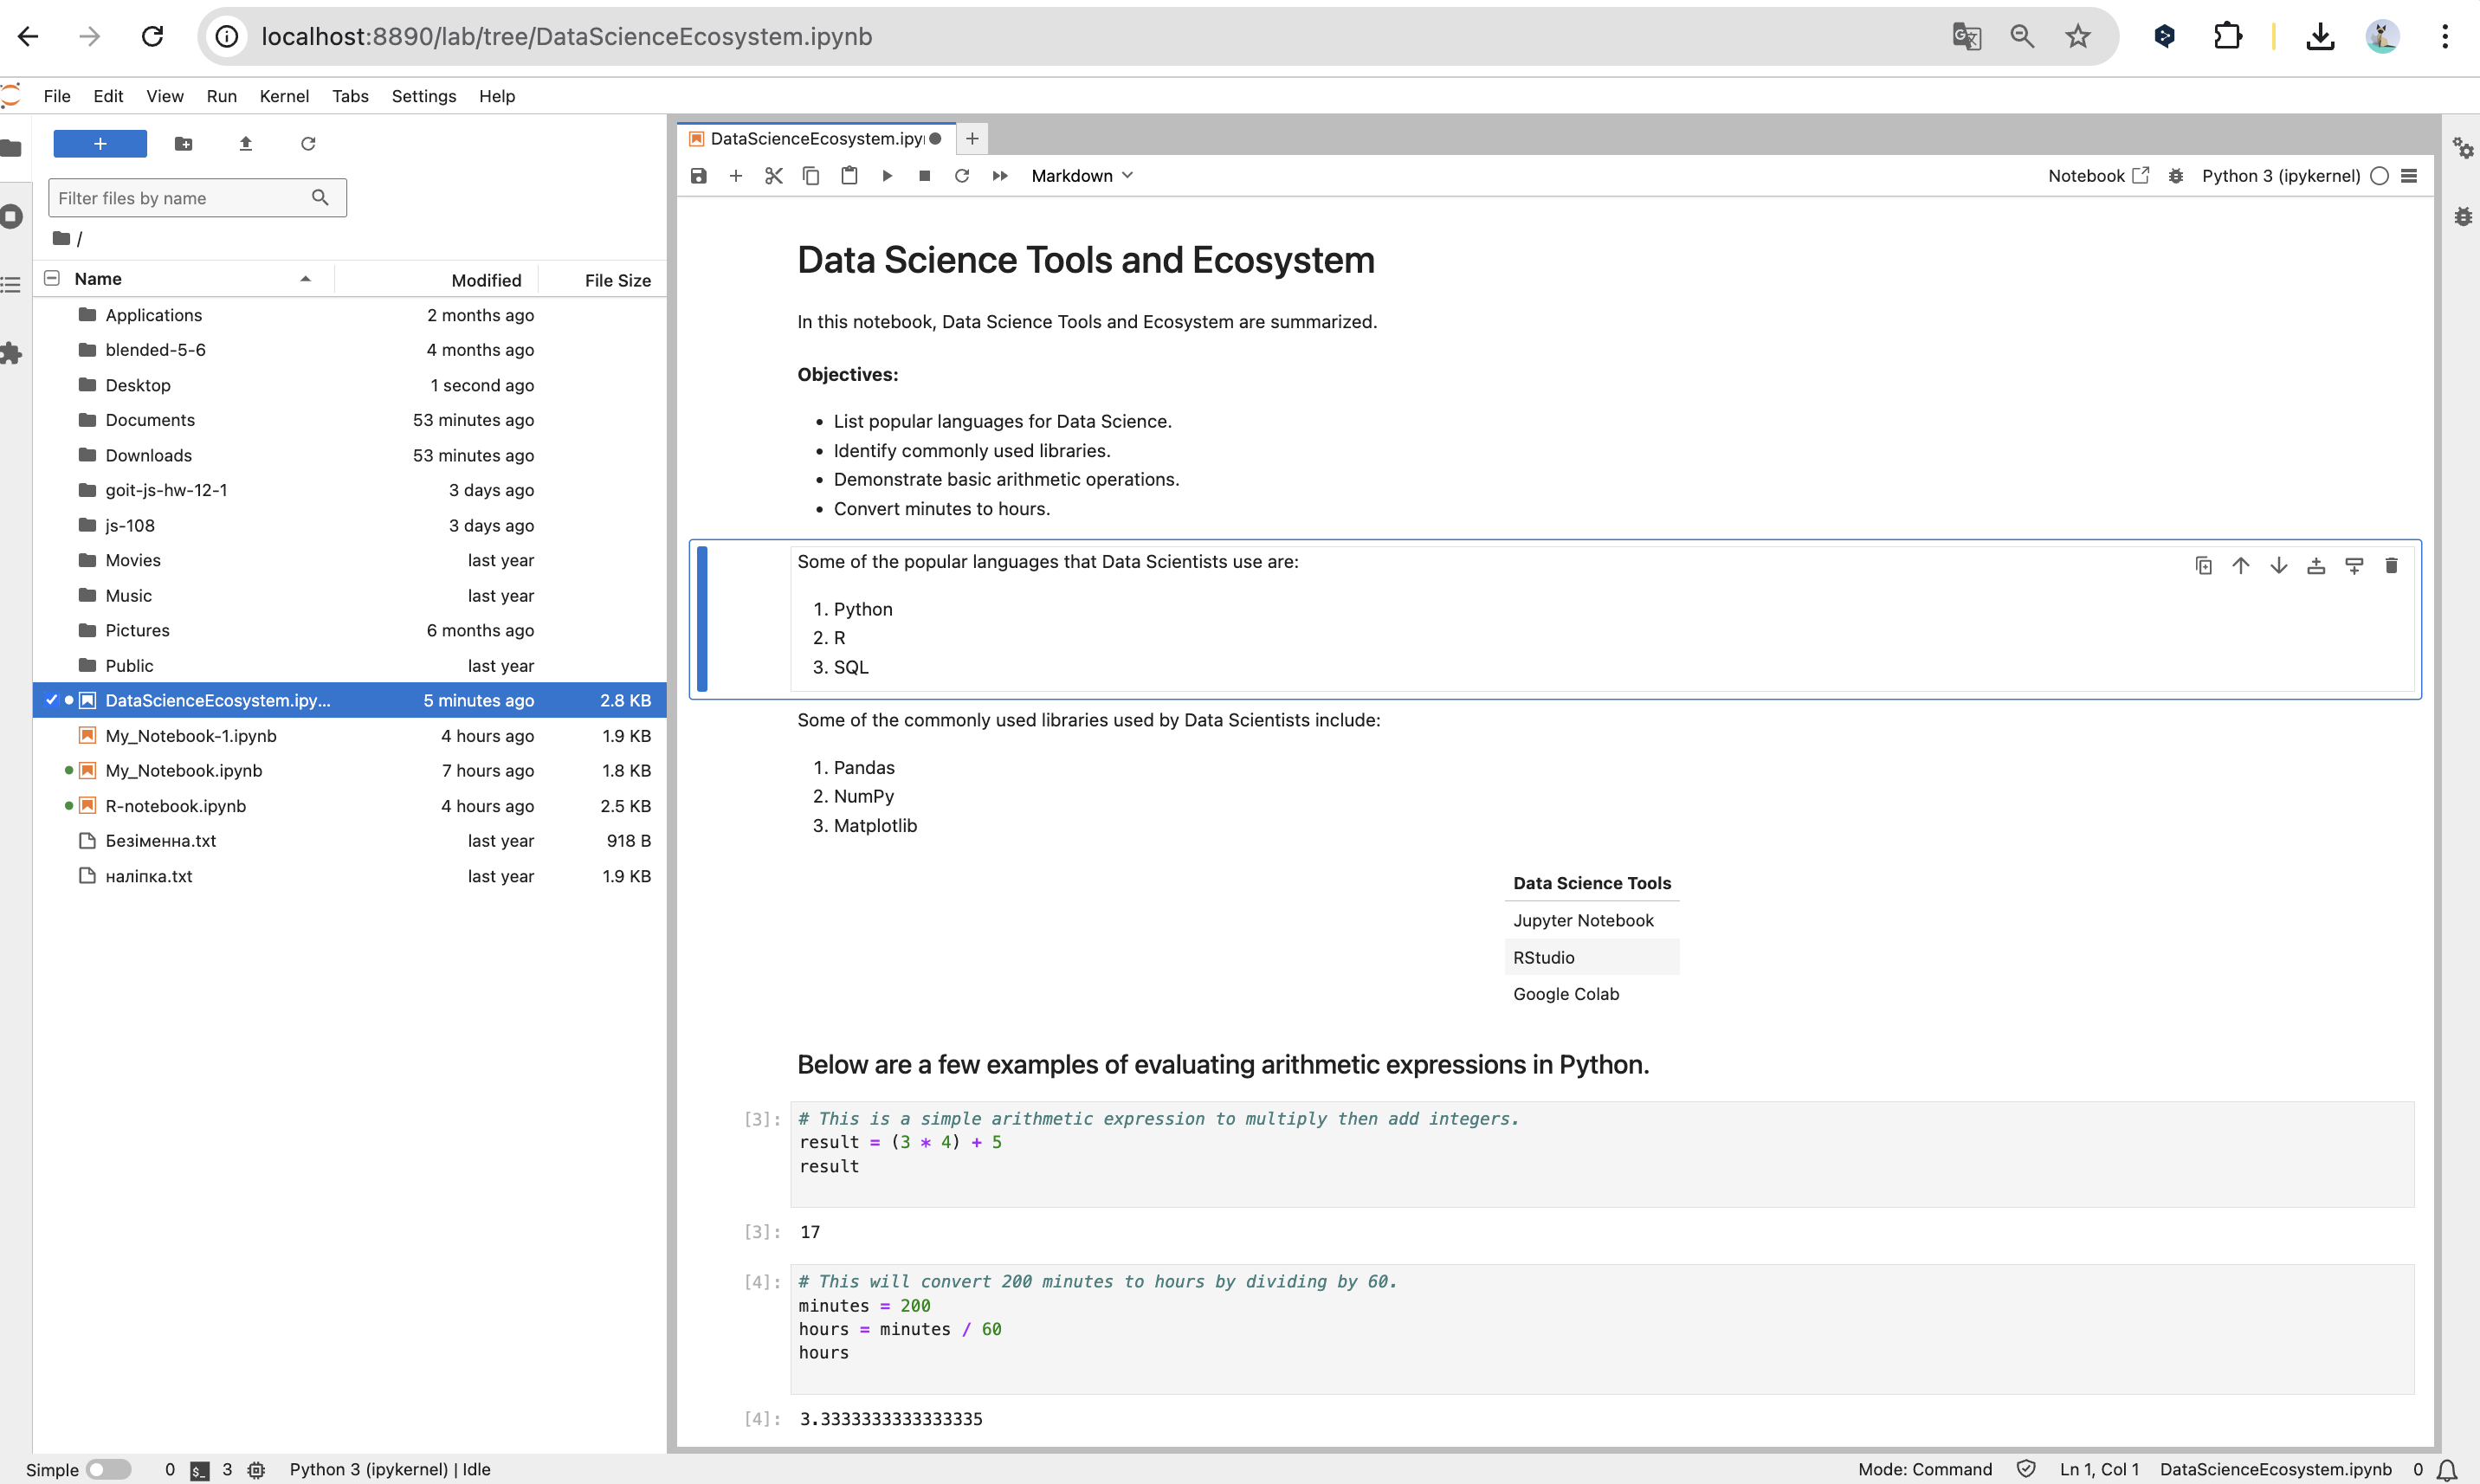 localhost:8890/lab/tree/DataScienceEcosystem.ipynb
File Edit View Run Kernel Tabs Settings Help
+
Filter files by name
/
Name Modified File Size
Applications 2 months ago
blended-5-6 4 months ago
Desktop 1 second ago
Documents 53 minutes ago
Downloads 53 minutes ago
goit-js-hw-12-1 3 days ago
js-108 3 days ago
Movies last year
Music last year
Pictures 6 months ago
Public last year
DataScienceEcosystem.ipy... 5 minutes ago 2.8 KB
My_Notebook-1.ipynb 4 hours ago 1.9 KB
My_Notebook.ipynb 7 hours ago 1.8 KB
R-notebook.ipynb 4 hours ago 2.5 KB
Безіменна.txt last year 918 B
наліпка.txt last year 1.9 KB
DataScienceEcosystem.ipy
Markdown Notebook Python 3 (ipykernel)
Data Science Tools and Ecosystem
In this notebook, Data Science Tools and Ecosystem are summarized.
Objectives:
• List popular languages for Data Science.
• Identify commonly used libraries.
• Demonstrate basic arithmetic operations.
• Convert minutes to hours.
Some of the popular languages that Data Scientists use are:
1. Python
2. R
3. SQL
Some of the commonly used libraries used by Data Scientists include:
1. Pandas
2. NumPy
3. Matplotlib
Data Science Tools
Jupyter Notebook
RStudio
Google Colab
Below are a few examples of evaluating arithmetic expressions in Python.
[3]: # This is a simple arithmetic expression to multiply then add integers.
result = (3 * 4) + 5
result
[3]: 17
[4]: # This will convert 200 minutes to hours by dividing by 60.
minutes = 200
hours = minutes / 60
hours
[4]: 3.3333333333333335
Simple 0 $_ 3 Python 3 (ipykernel) | Idle Mode: Command Ln 1, Col 1 DataScienceEcosystem.ipynb 0